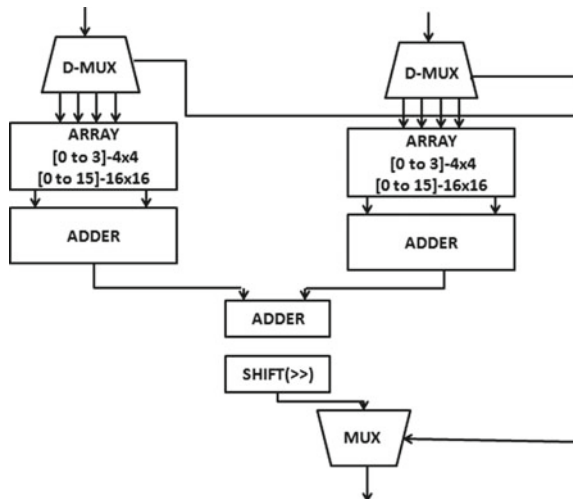 D-MUX
D-MUX
ARRAY
[0 to 3]-4x4
[0 to 15]-16x16
ARRAY
[0 to 3]-4x4
[0 to 15]-16x16
ADDER
ADDER
ADDER
SHIFT(>>)
MUX